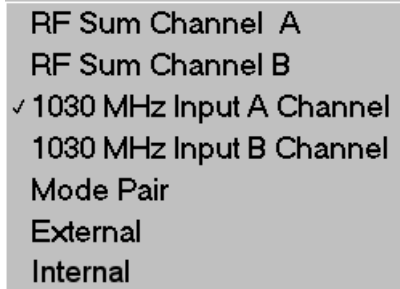 RF Sum Channel  A
RF Sum Channel B
✓ 1030 MHz Input A Channel
1030 MHz Input B Channel
Mode Pair
External
Internal